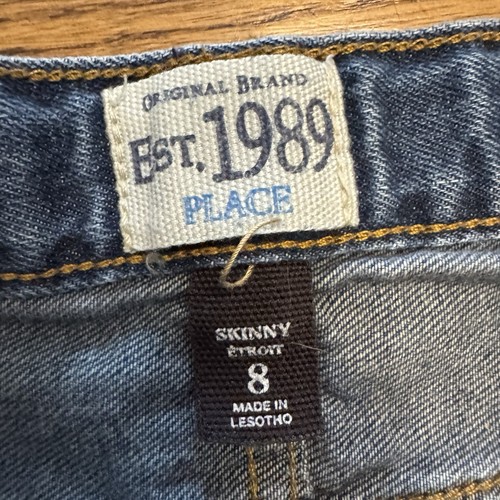 ORIGINAL BRAND
EST. 1989
PLACE
SKINNY
ÉTROIT
8
MADE IN
LESOTHO